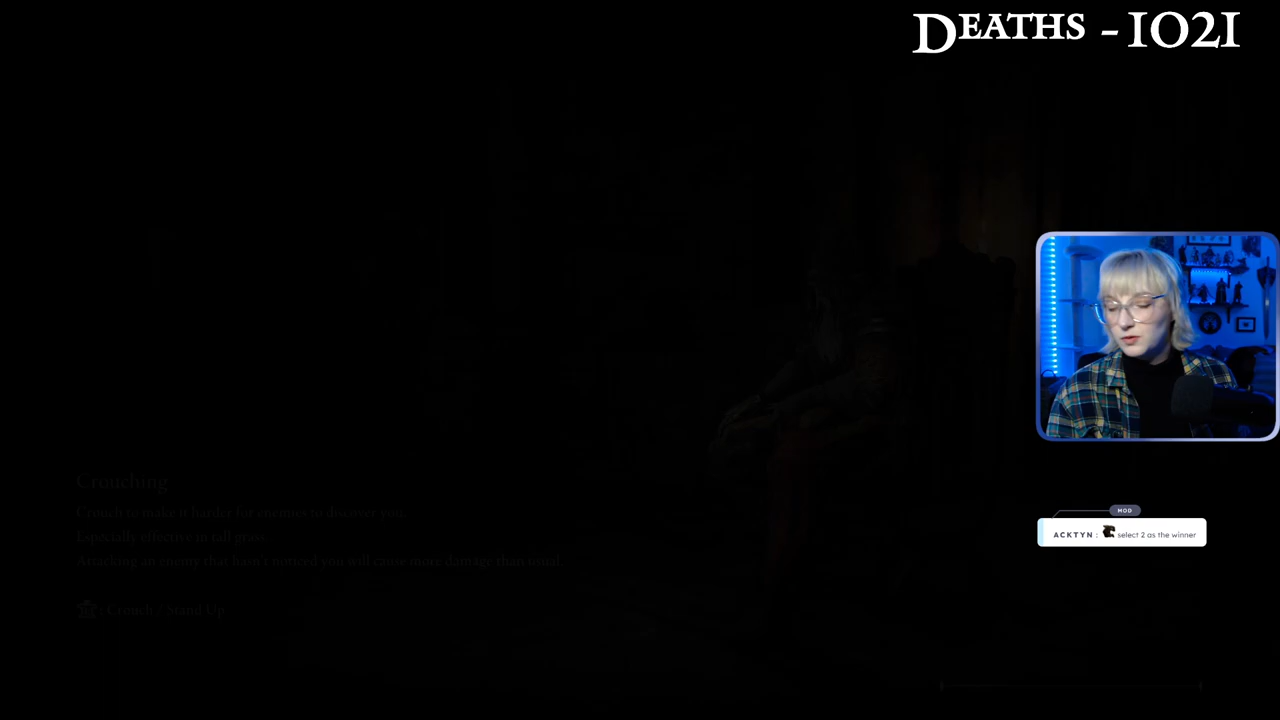 DEATHS - 1021
MOD
ACKTYN : select 2 as the winner
Crouching
Crouch to make it harder for enemies to discover you.
Especially effective in tall grass.
Attacking an enemy that hasn't noticed you will cause more damage than usual.
: Crouch / Stand Up